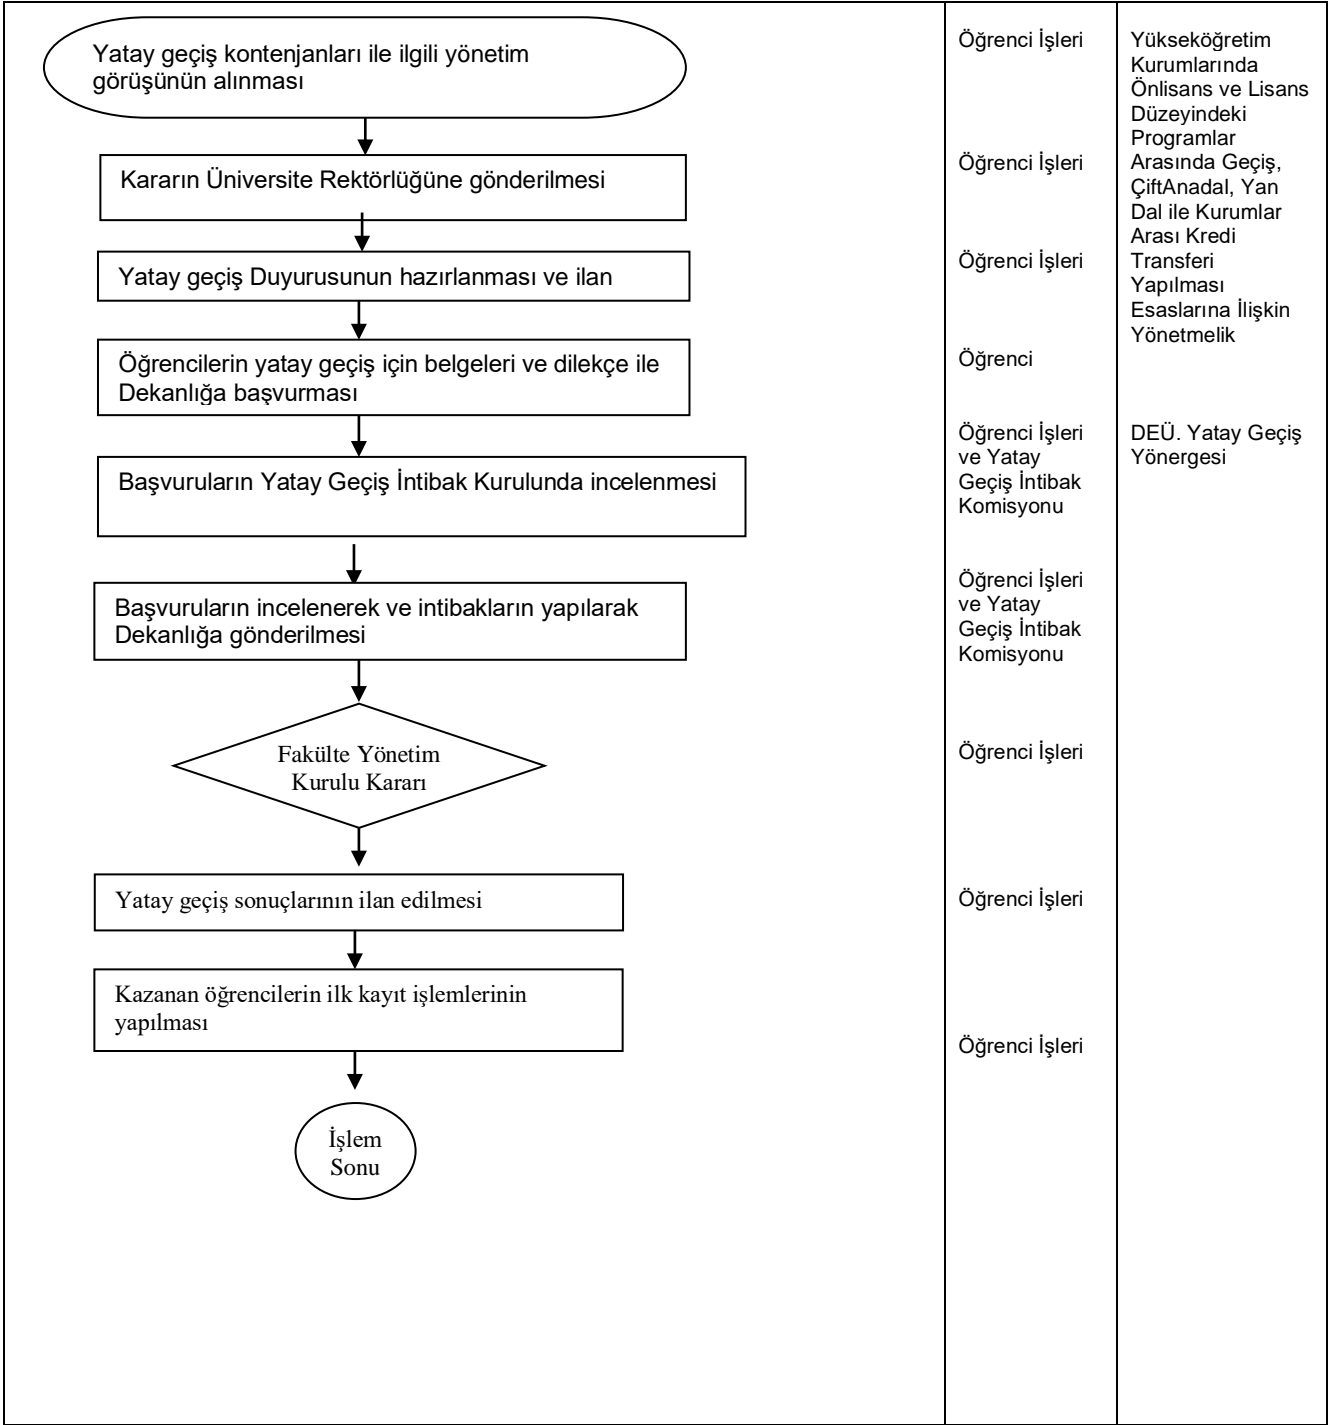 Yatay geçiş kontenjanları ile ilgili yönetim
görüşünün alınması
Kararın Üniversite Rektörlüğüne gönderilmesi
Yatay geçiş Duyurusunun hazırlanması ve ilan
Öğrencilerin yatay geçiş için belgeleri ve dilekçe ile
Dekanlığa başvurması
Başvuruların Yatay Geçiş İntibak Kurulunda incelenmesi
Başvuruların incelenerek ve intibakların yapılarak
Dekanlığa gönderilmesi
Fakülte Yönetim
Kurulu Kararı
Yatay geçiş sonuçlarının ilan edilmesi
Kazanan öğrencilerin ilk kayıt işlemlerinin
yapılması
İşlem
Sonu
Öğrenci İşleri
Öğrenci İşleri
Öğrenci İşleri
Öğrenci
Öğrenci İşleri
ve Yatay
Geçiş İntibak
Komisyonu
Öğrenci İşleri
ve Yatay
Geçiş İntibak
Komisyonu
Öğrenci İşleri
Öğrenci İşleri
Öğrenci İşleri
Yükseköğretim
Kurumlarında
Önlisans ve Lisans
Düzeyindeki
Programlar
Arasında Geçiş,
ÇiftAnadal, Yan
Dal ile Kurumlar
Arası Kredi
Transferi
Yapılması
Esaslarına İlişkin
Yönetmelik
DEÜ. Yatay Geçiş
Yönergesi